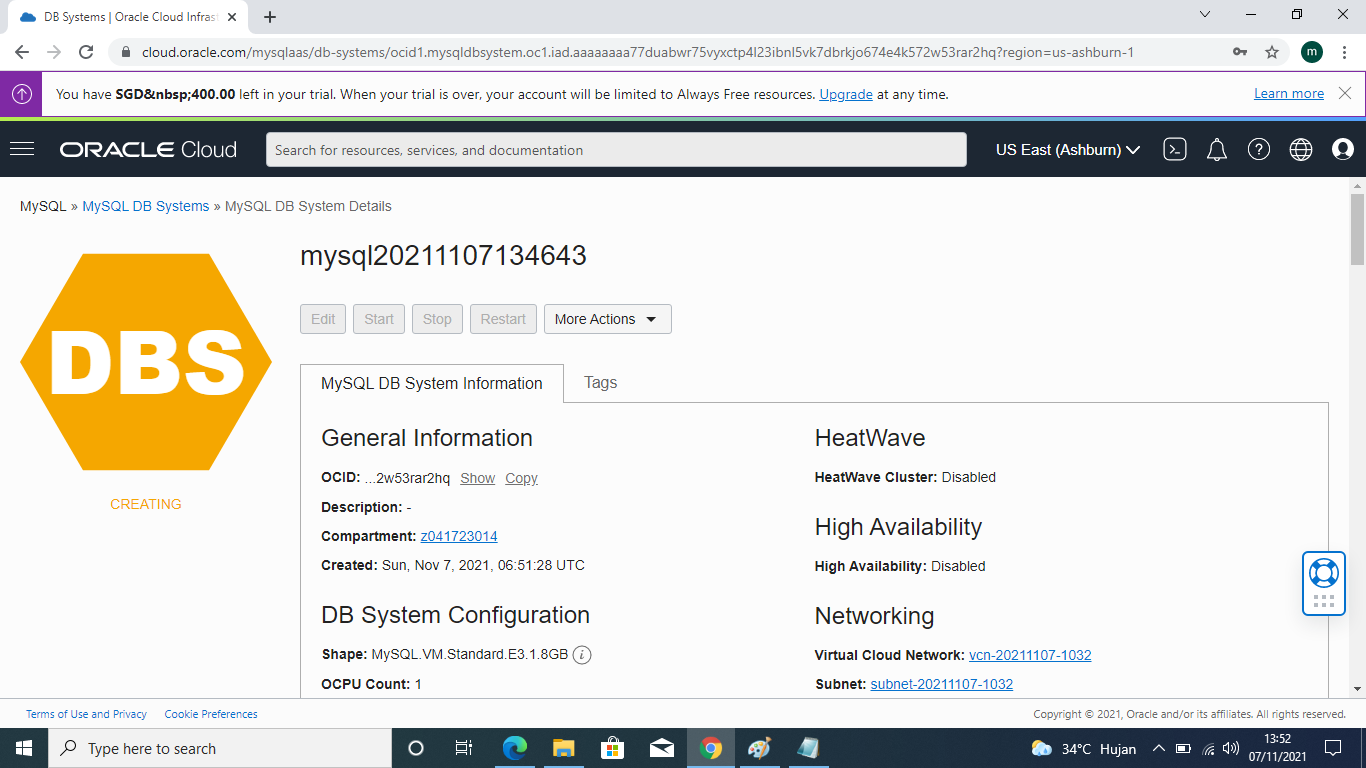 DB Systems | Oracle Cloud Infras
cloud.oracle.com/mysqlaas/db-systems/ocid1.mysqldbsystem.oc1.iad.aaaaaaaa77duabwr75vyxctp4l23ibnl5vk7dbrkjo674e4k572w53rar2hq?region=us-ashburn-1
m
You have SGD&nbsp;400.00 left in your trial. When your trial is over, your account will be limited to Always Free resources. Upgrade at any time.
Learn more
ORACLE Cloud
Search for resources, services, and documentation
US East (Ashburn)
MySQL » MySQL DB Systems » MySQL DB System Details
DBS
CREATING
mysql20211107134643
Edit Start Stop Restart More Actions
MySQL DB System Information Tags
General Information
OCID: ...2w53rar2hq Show Copy
Description: -
Compartment: z041723014
Created: Sun, Nov 7, 2021, 06:51:28 UTC
DB System Configuration
Shape: MySQL.VM.Standard.E3.1.8GB
OCPU Count: 1
HeatWave
HeatWave Cluster: Disabled
High Availability
High Availability: Disabled
Networking
Virtual Cloud Network: vcn-20211107-1032
Subnet: subnet-20211107-1032
Terms of Use and Privacy Cookie Preferences
Copyright © 2021, Oracle and/or its affiliates. All rights reserved.
Type here to search
34°C Hujan
13:52
07/11/2021